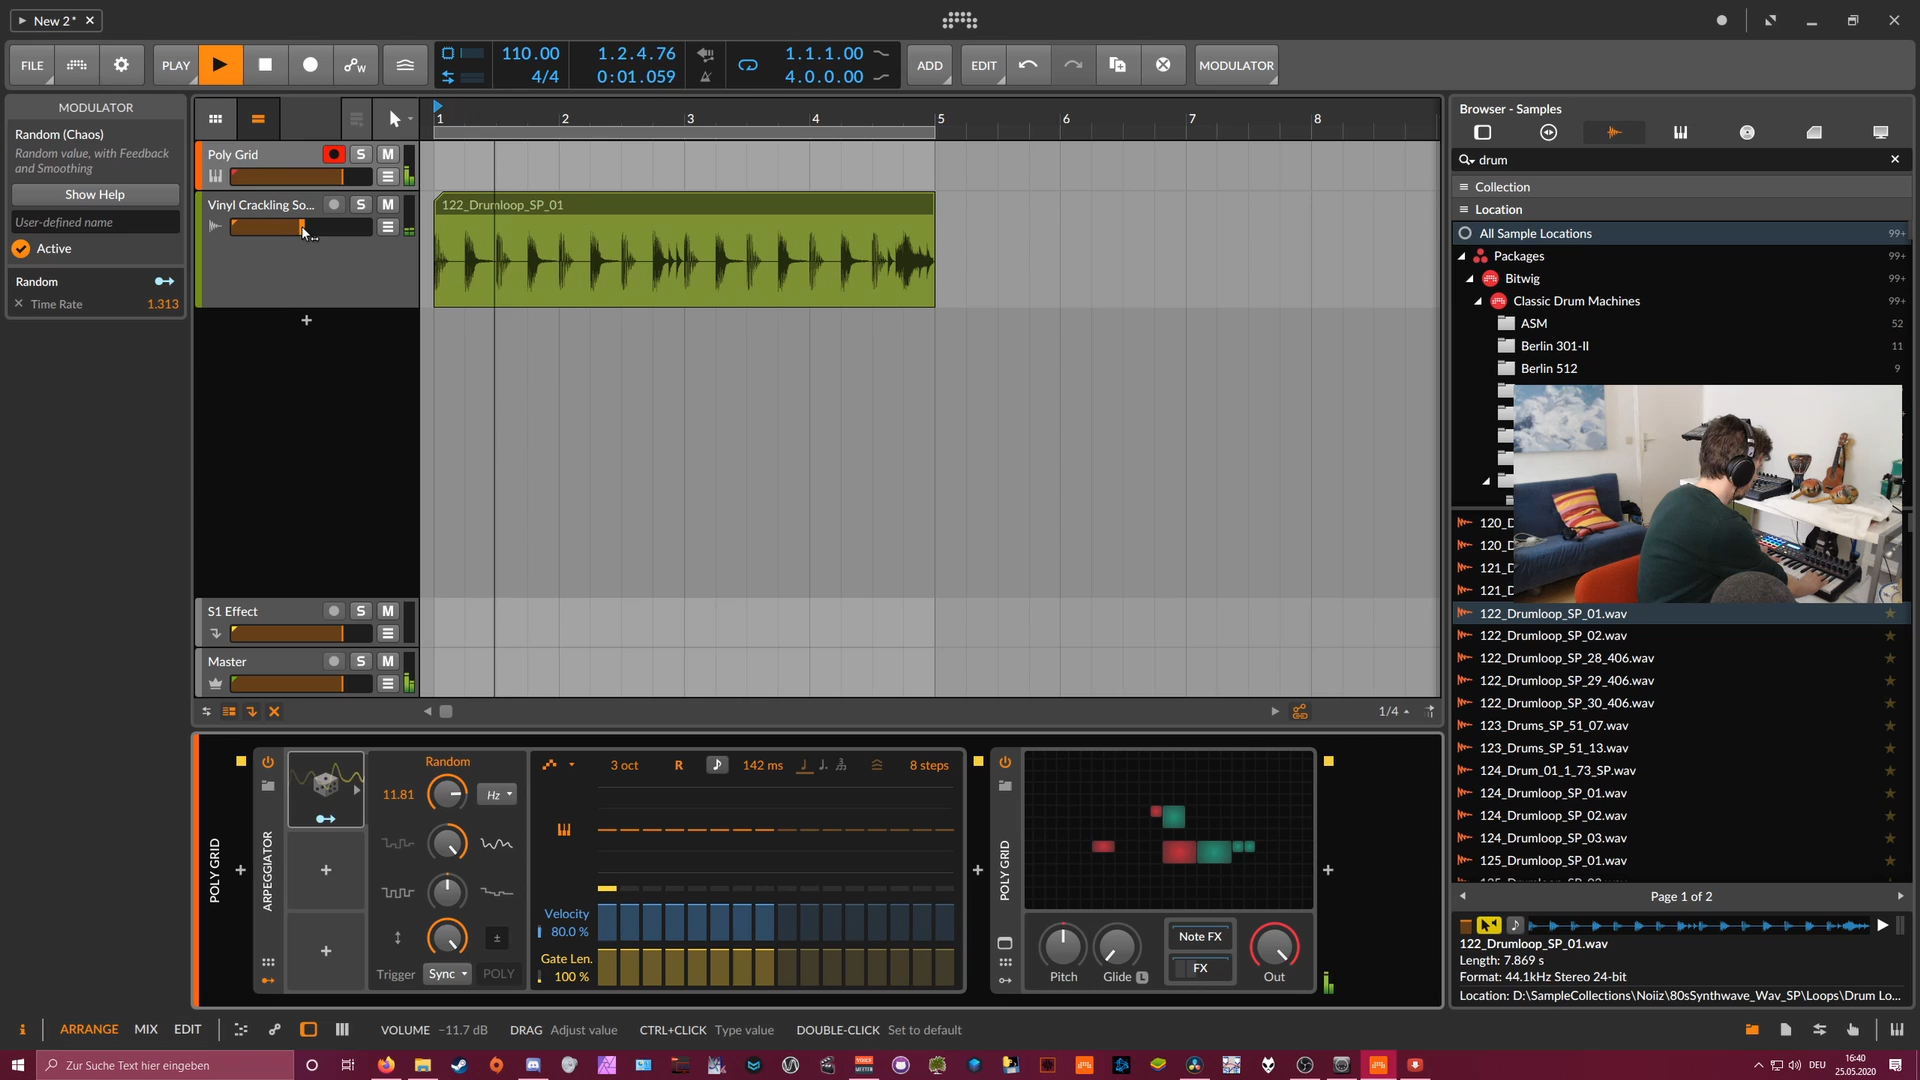 New 2*
FILE
PLAY
110.00
4/4
1.2.4.76
0:01.059
1.1.1.00
4.0.0.00
ADD
EDIT
MODULATOR
MODULATOR
Random (Chaos)
Random value, with Feedback
and Smoothing
Show Help
User-defined name
Active
Random
Time Rate 1.313
1 2 3 4 5 6 7 8
Poly Grid S M
Vinyl Crackling So... S M
122_Drumloop_SP_01
S1 Effect S M
Master S M
1/4
Browser - Samples
drum
Collection
Location
All Sample Locations 99+
Packages 99+
Bitwig 99+
Classic Drum Machines 99+
ASM 52
Berlin 301-II 11
Berlin 512 9
120_D
120_D
121_D
121_D
122_Drumloop_SP_01.wav
122_Drumloop_SP_02.wav
122_Drumloop_SP_28_406.wav
122_Drumloop_SP_29_406.wav
122_Drumloop_SP_30_406.wav
123_Drums_SP_51_07.wav
123_Drums_SP_51_13.wav
124_Drum_01_1_73_SP.wav
124_Drumloop_SP_01.wav
124_Drumloop_SP_02.wav
124_Drumloop_SP_03.wav
125_Drumloop_SP_01.wav
Page 1 of 2
122_Drumloop_SP_01.wav
Length: 7.869 s
Format: 44.1kHz Stereo 24-bit
Location: D:\SampleCollections\Noiiz\80sSynthwave_Wav_SP\Loops\Drum Lo...
POLY GRID
ARPEGGIATOR
Random
11.81
Hz
Trigger Sync POLY
3 oct R 142 ms 8 steps
Velocity
80.0 %
Gate Len.
100 %
POLY GRID
Pitch
Glide L
Note FX
FX
Out
ARRANGE MIX EDIT
VOLUME −11.7 dB DRAG Adjust value CTRL+CLICK Type value DOUBLE-CLICK Set to default
Zur Suche Text hier eingeben
DEU
16:40
25.05.2020